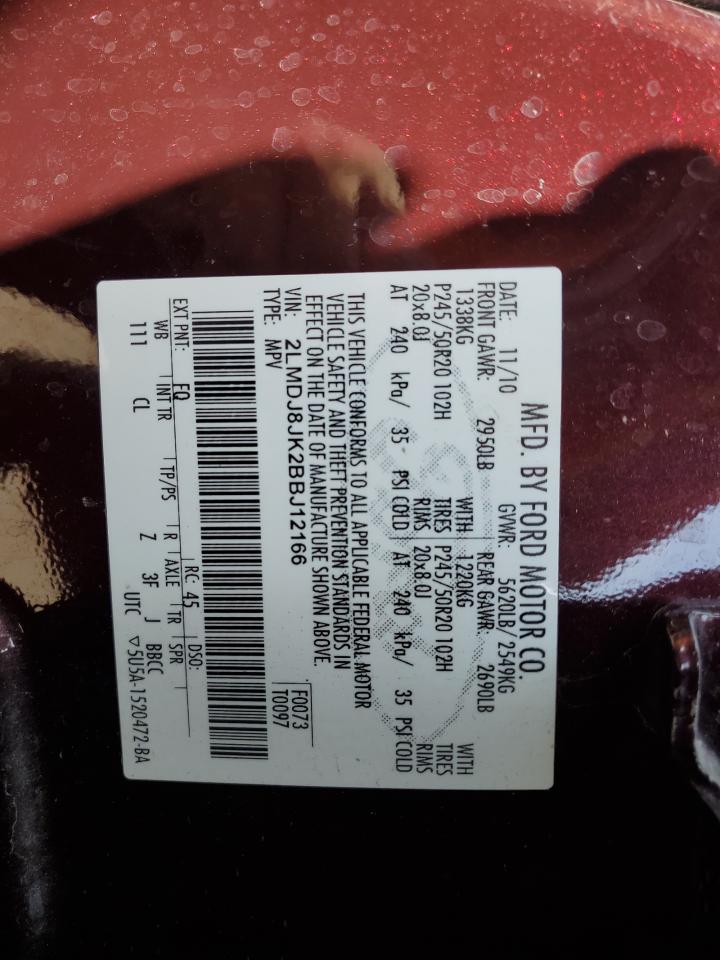 MFD. BY FORD MOTOR CO.
DATE: 11/10 GVWR: 5620LB/2549KG
FRONT GAWR: 2950LB REAR GAWR: 2690LB
1338KG WITH 1220KG WITH
P245/50R20 102H TIRES P245/50R20 102H TIRES
20x8.0J RIMS 20x8.0J RIMS
AT 240 kPa/ 35 PSI COLD AT 240 kPa/ 35 PSI COLD
THIS VEHICLE CONFORMS TO ALL APPLICABLE FEDERAL MOTOR
VEHICLE SAFETY AND THEFT PREVENTION STANDARDS IN
EFFECT ON THE DATE OF MANUFACTURE SHOWN ABOVE.
VIN: 2LMDJ8JK2BBJ12166 F0073
TYPE: MPV T0097
EXT PNT: FQ RC: 45 DSO:
WB INT TR TP/PS R AXLE TR SPR
111 CL Z 3F J BBCC
UTC ▽5U5A-1520472-BA